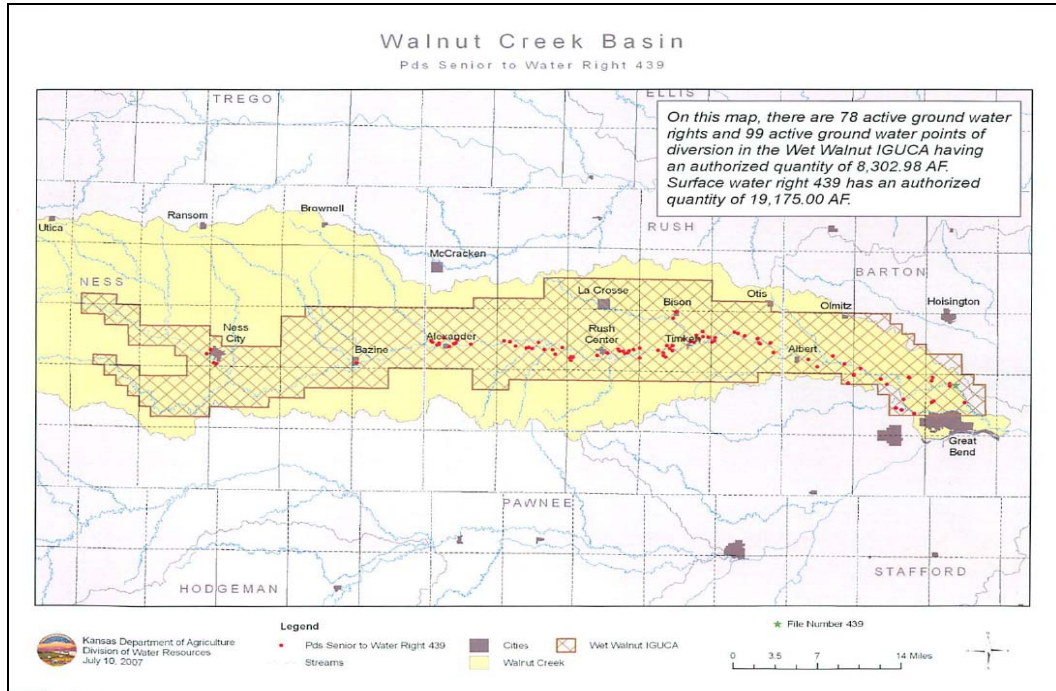 Walnut Creek Basin
Pds Senior to Water Right 439
TREGO
ELLIS
On this map, there are 78 active ground water
rights and 99 active ground water points of
diversion in the Wet Walnut IGUCA having
an authorized quantity of 8,302.98 AF.
Surface water right 439 has an authorized
quantity of 19,175.00 AF.
Utica
Ransom
Brownell
RUSH
McCracken
NESS
BARTON
La Crosse
Bison
Otis
Olmitz
Hoisington
Ness
City
Alexander
Rush
Center
Timken
Bazine
Albert
Great
Bend
PAWNEE
HODGEMAN
STAFFORD
Kansas Department of Agriculture
Division of Water Resources
July 10, 2007
Legend
Pds Senior to Water Right 439
Streams
Cities
Walnut Creek
Wet Walnut IGUCA
File Number 439
0 3.5 7 14 Miles